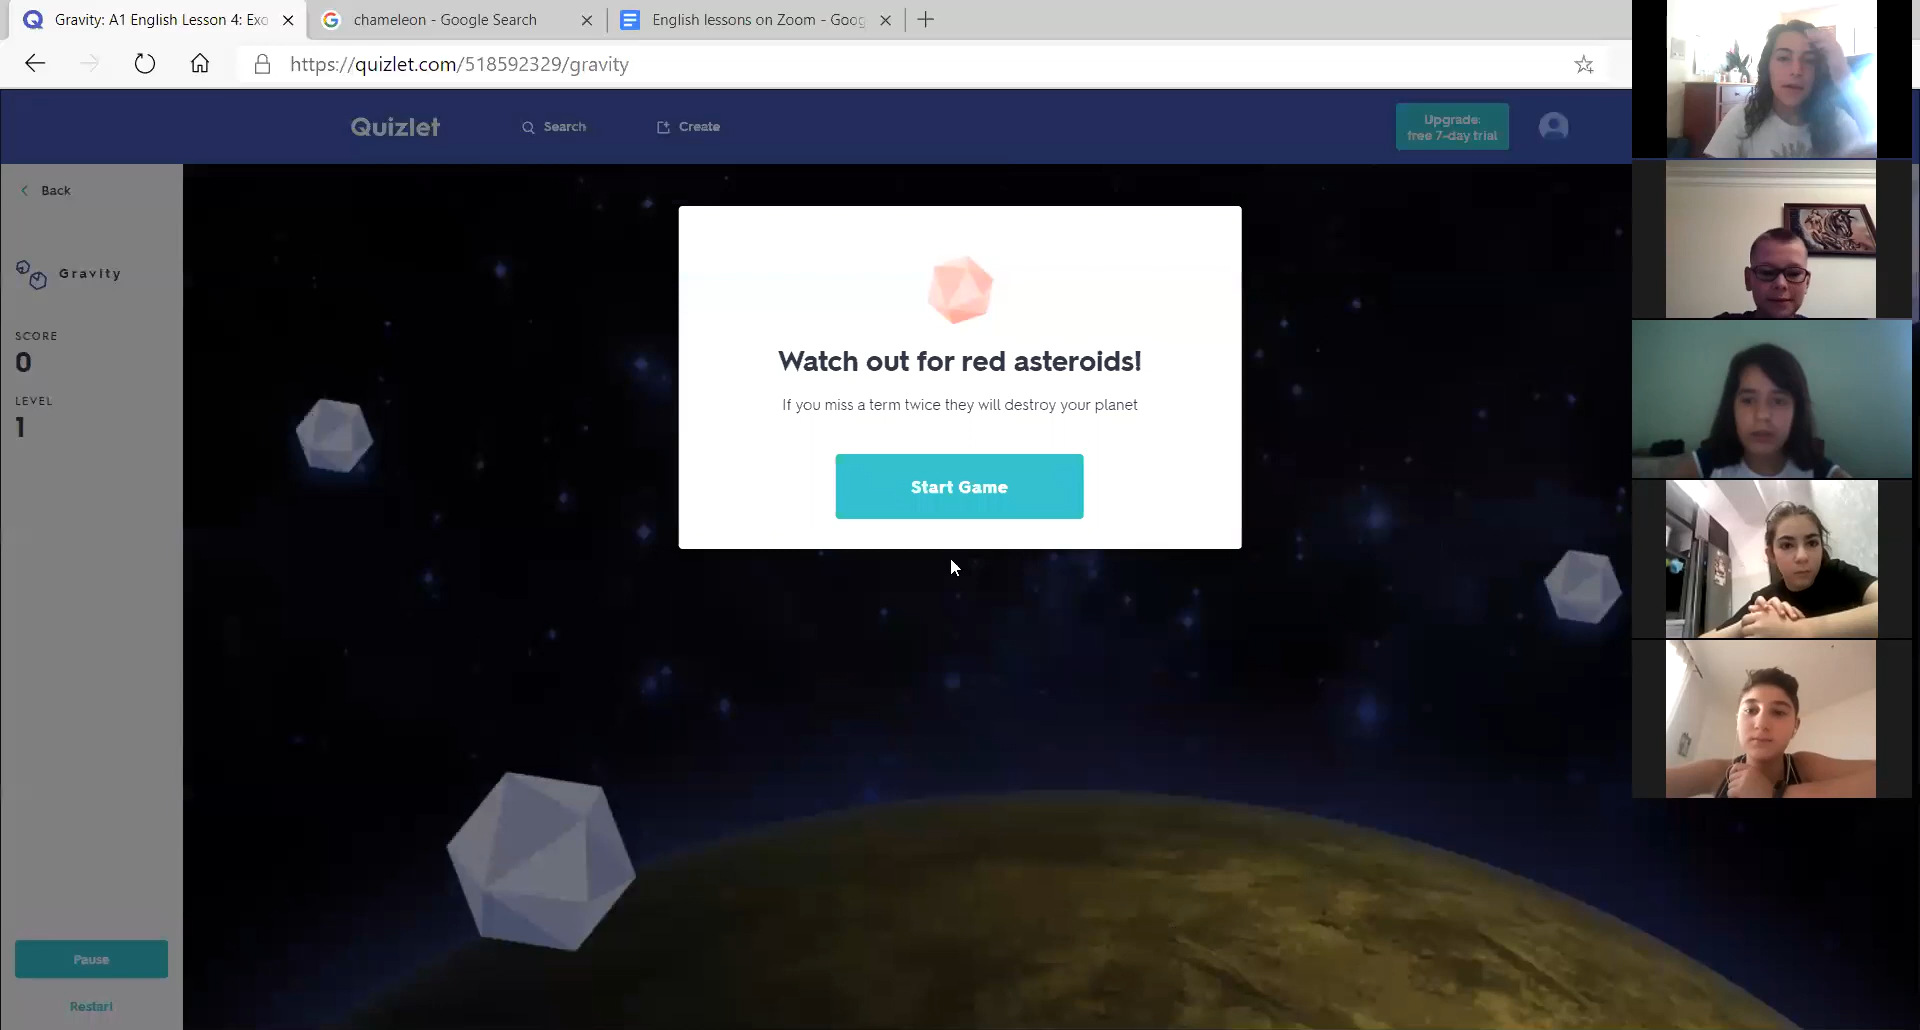 Gravity: A1 English Lesson 4: Exo
chameleon - Google Search
English lessons on Zoom - Goog
https://quizlet.com/518592329/gravity
Quizlet
Search
Create
Upgrade:
free 7-day trial
Back
Gravity
SCORE
0
LEVEL
1
Watch out for red asteroids!
If you miss a term twice they will destroy your planet
Start Game
Pause
Restart